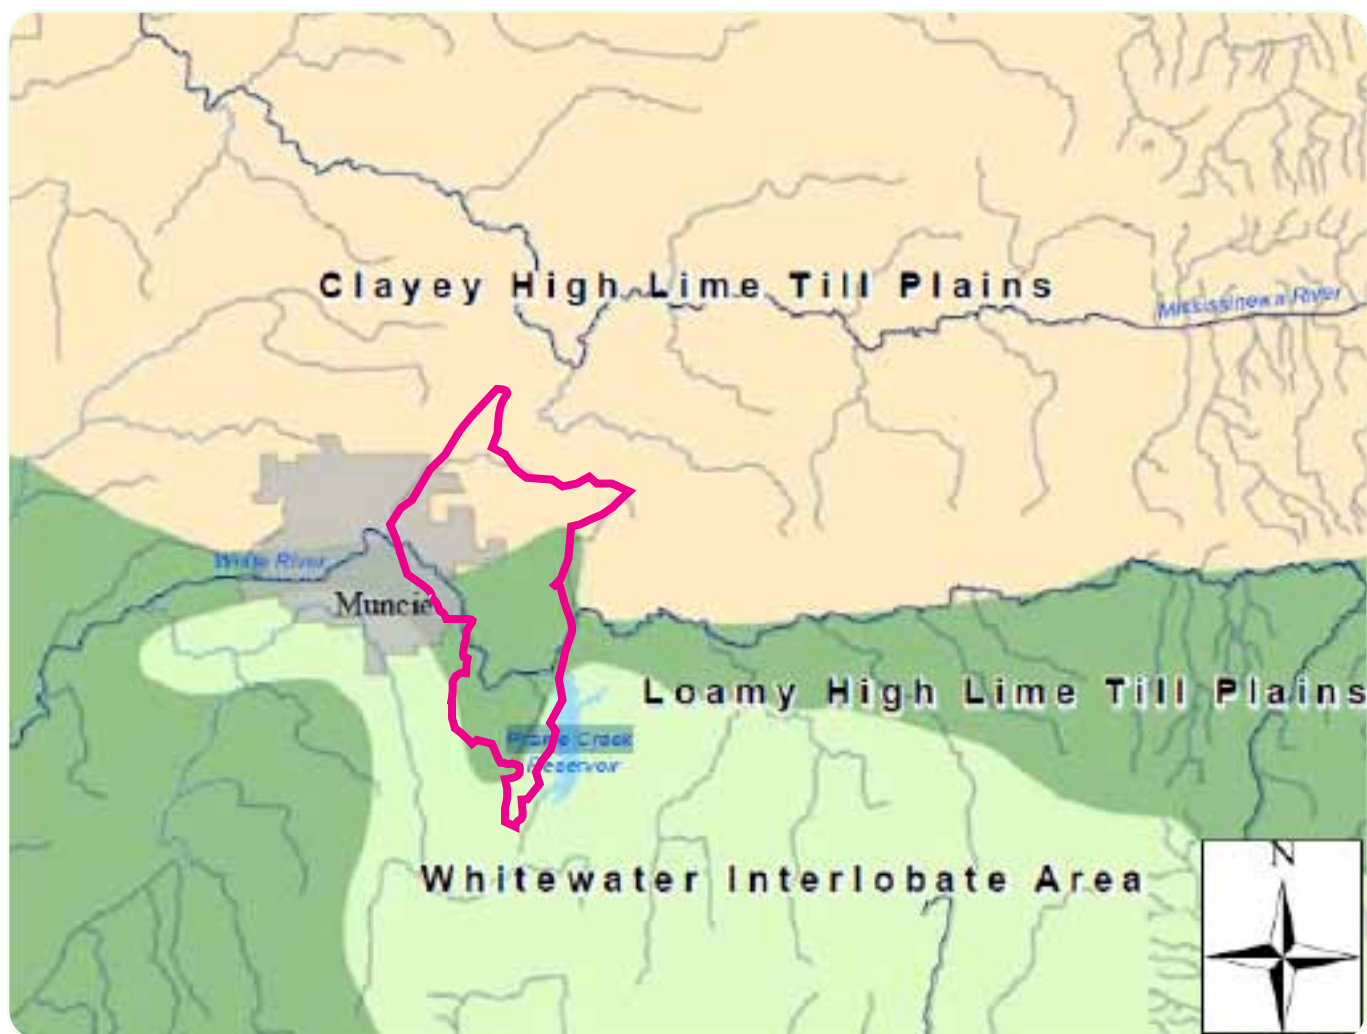 Clayey High Lime Till Plains
Mississinewa River
White River
Muncie
Loamy High Lime Till Plains
Prairie Creek
Reservoir
Whitewater Interlobate Area
N